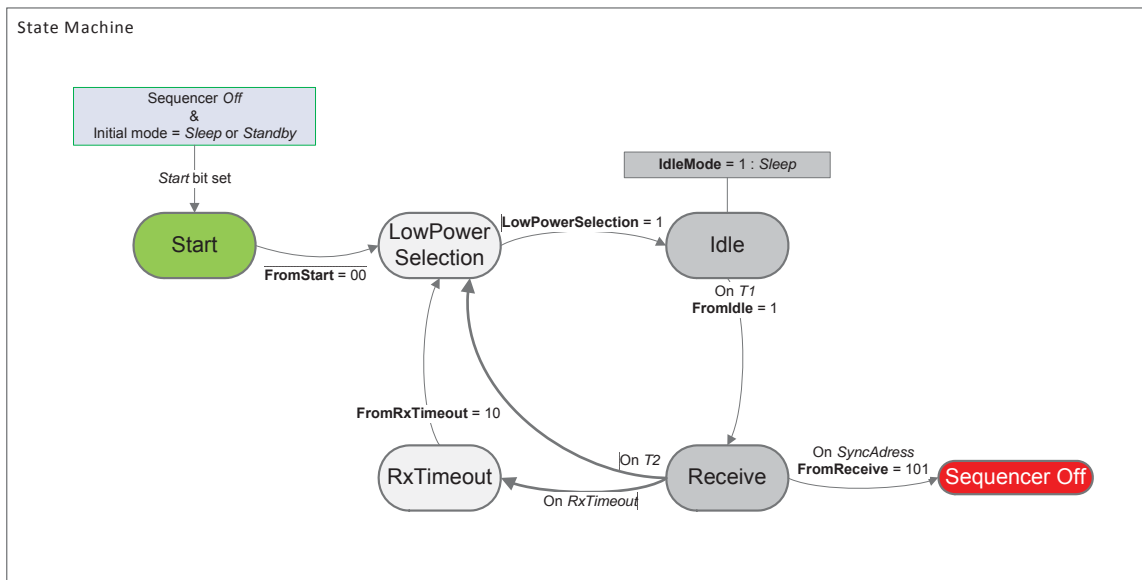 State Machine
Sequencer Off
&
Initial mode = Sleep or Standby
Start bit set
IdleMode = 1 : Sleep
Start
LowPower
Selection
LowPowerSelection = 1
Idle
FromStart = 00
On T1
FromIdle = 1
FromRxTimeout = 10
On T2
On SyncAdress
FromReceive = 101
RxTimeout
Receive
Sequencer Off
On RxTimeout